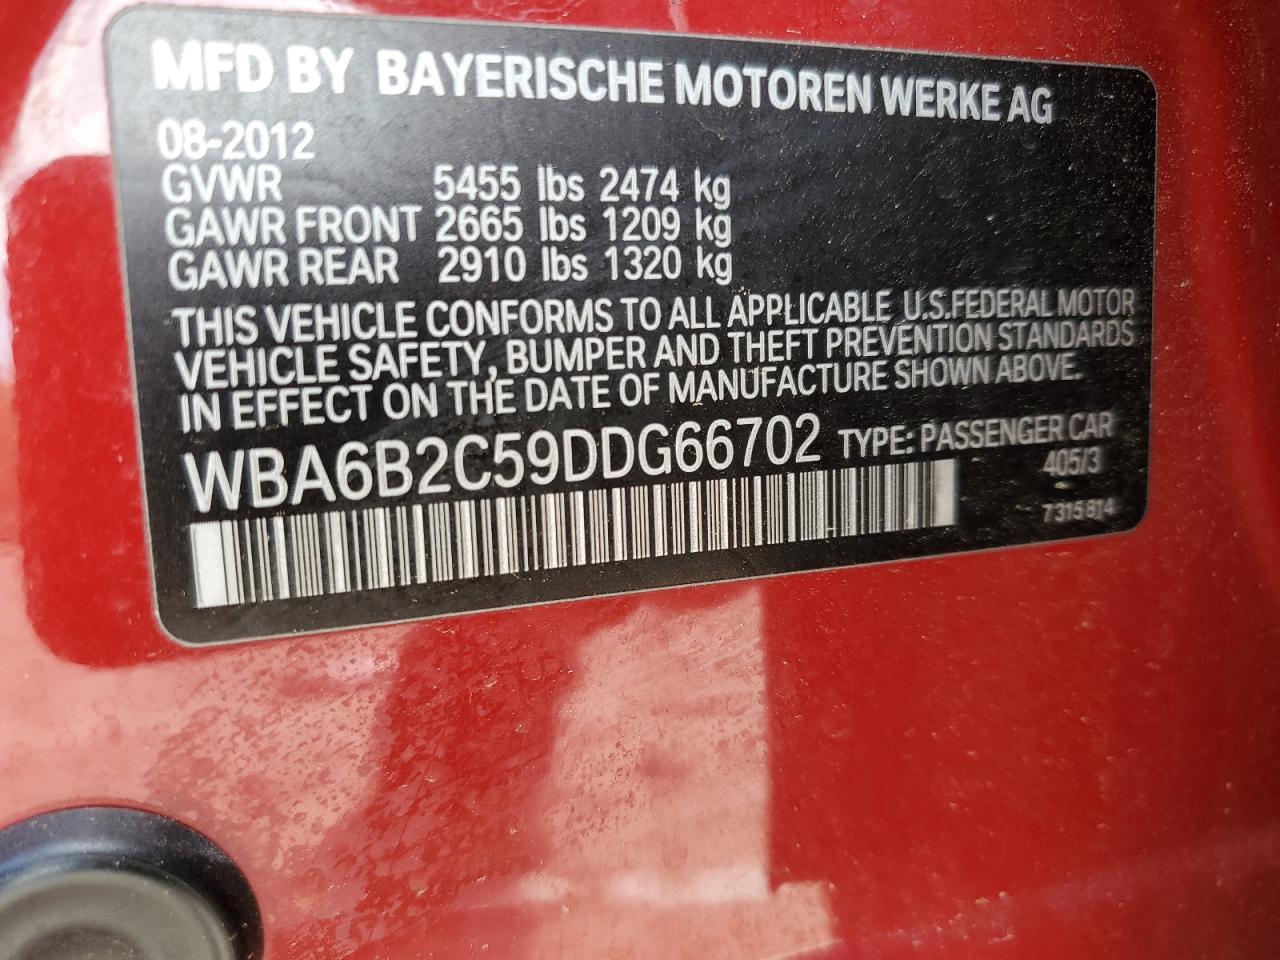 MFD BY BAYERISCHE MOTOREN WERKE AG
08-2012
GVWR 5455 lbs 2474 kg
GAWR FRONT 2665 lbs 1209 kg
GAWR REAR 2910 lbs 1320 kg
THIS VEHICLE CONFORMS TO ALL APPLICABLE U.S.FEDERAL MOTOR
VEHICLE SAFETY, BUMPER AND THEFT PREVENTION STANDARDS
IN EFFECT ON THE DATE OF MANUFACTURE SHOWN ABOVE.
WBA6B2C59DDG66702 TYPE: PASSENGER CAR
405/3
7315814